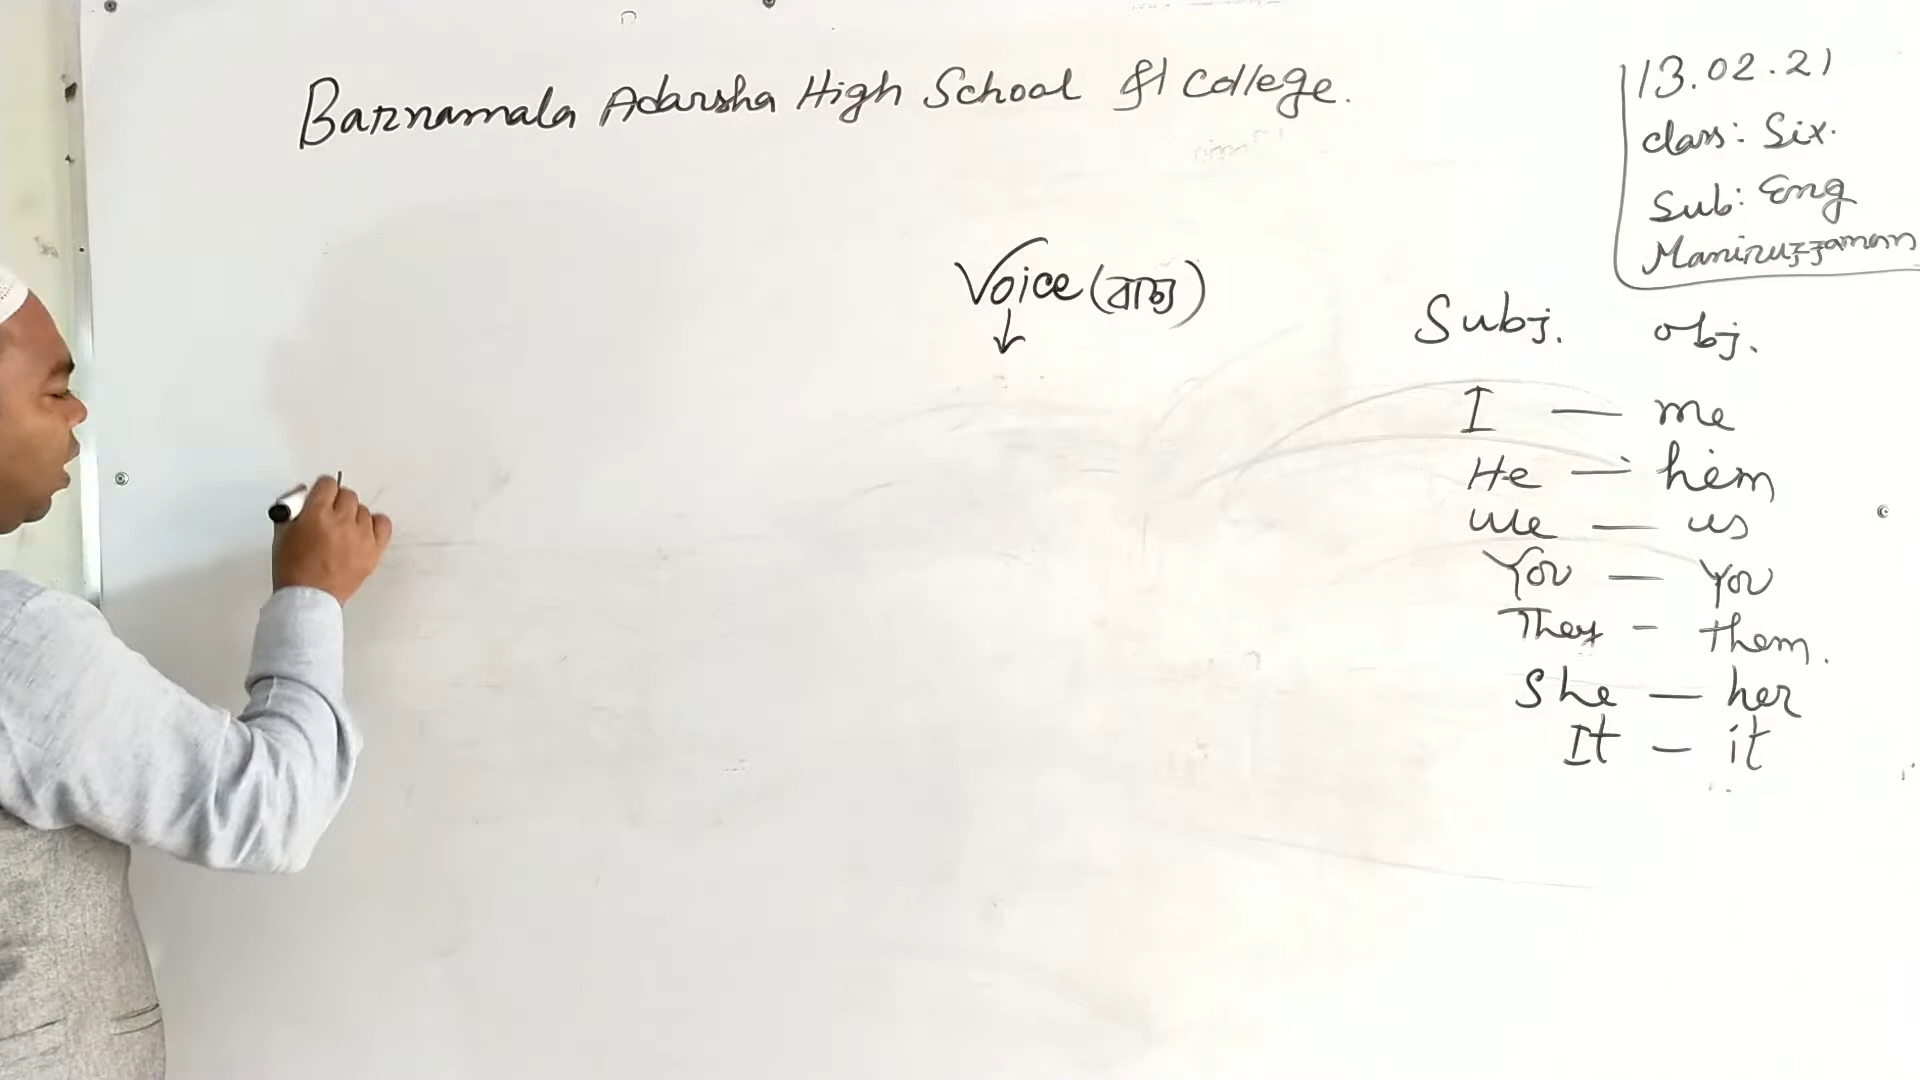 Barnamala Adarsha High School & College.
13.02.21
class: Six.
Sub: Eng
Maniruzzaman
Voice (বাচ্য)
↓
Subj. obj.
I — me
He — him
We — us
You — You
They - them.
She — her
It - it